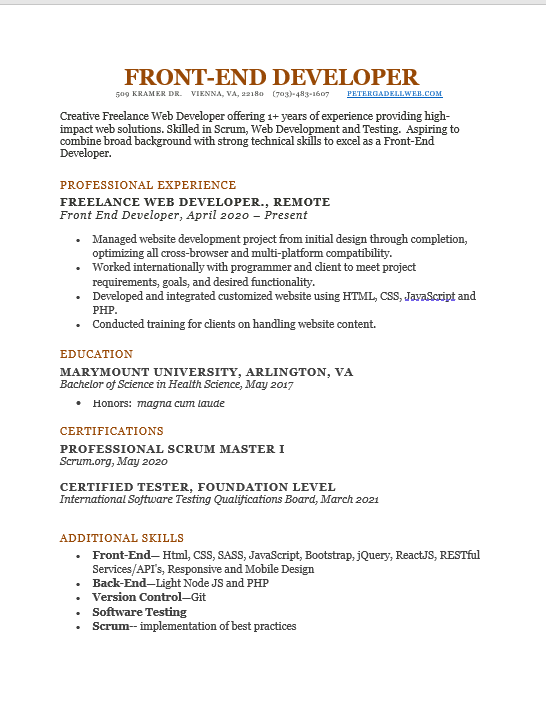 FRONT-END DEVELOPER
509 KRAMER DR. VIENNA, VA, 22180 (703)-483-1607 PETERGADELLWEB.COM
Creative Freelance Web Developer offering 1+ years of experience providing high-
impact web solutions. Skilled in Scrum, Web Development and Testing. Aspiring to
combine broad background with strong technical skills to excel as a Front-End
Developer.
PROFESSIONAL EXPERIENCE
FREELANCE WEB DEVELOPER., REMOTE
Front End Developer, April 2020 – Present
• Managed website development project from initial design through completion,
optimizing all cross-browser and multi-platform compatibility.
• Worked internationally with programmer and client to meet project
requirements, goals, and desired functionality.
• Developed and integrated customized website using HTML, CSS, JavaScript and
PHP.
• Conducted training for clients on handling website content.
EDUCATION
MARYMOUNT UNIVERSITY, ARLINGTON, VA
Bachelor of Science in Health Science, May 2017
• Honors: magna cum laude
CERTIFICATIONS
PROFESSIONAL SCRUM MASTER I
Scrum.org, May 2020
CERTIFIED TESTER, FOUNDATION LEVEL
International Software Testing Qualifications Board, March 2021
ADDITIONAL SKILLS
• Front-End— Html, CSS, SASS, JavaScript, Bootstrap, jQuery, ReactJS, RESTful
Services/API's, Responsive and Mobile Design
• Back-End—Light Node JS and PHP
• Version Control—Git
• Software Testing
• Scrum-- implementation of best practices